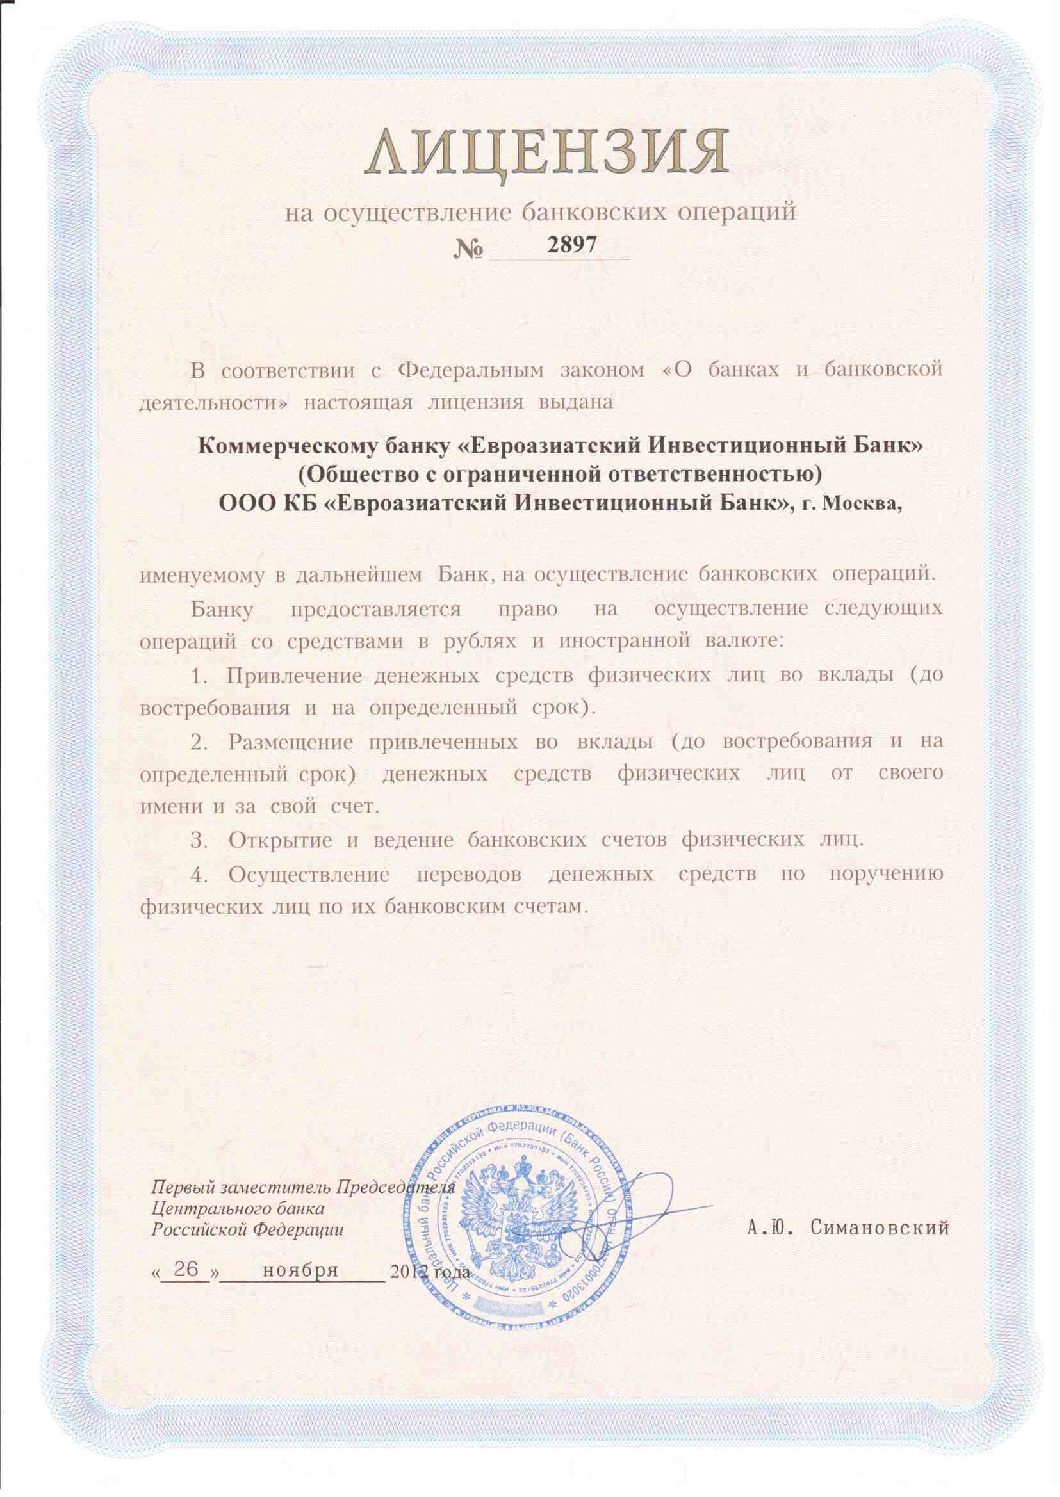 ЛИЦЕНЗИЯ
на осуществление банковских операций
№ 2897
В соответствии с Федеральным законом «О банках и банковской
деятельности» настоящая лицензия выдана
Коммерческому банку «Евроазиатский Инвестиционный Банк»
(Общество с ограниченной ответственностью)
ООО КБ «Евроазиатский Инвестиционный Банк», г. Москва,
именуемому в дальнейшем Банк, на осуществление банковских операций.
Банку предоставляется право на осуществление следующих
операций со средствами в рублях и иностранной валюте:
1. Привлечение денежных средств физических лиц во вклады (до
востребования и на определенный срок).
2. Размещение привлеченных во вклады (до востребования и на
определенный срок) денежных средств физических лиц от своего
имени и за свой счет.
3. Открытие и ведение банковских счетов физических лиц.
4. Осуществление переводов денежных средств по поручению
физических лиц по их банковским счетам.
Первый заместитель Председателя
Центрального банка
Российской Федерации
А.Ю. Симановский
« 26 » ноября 2012 года
Центральный банк Российской Федерации (Банк России)